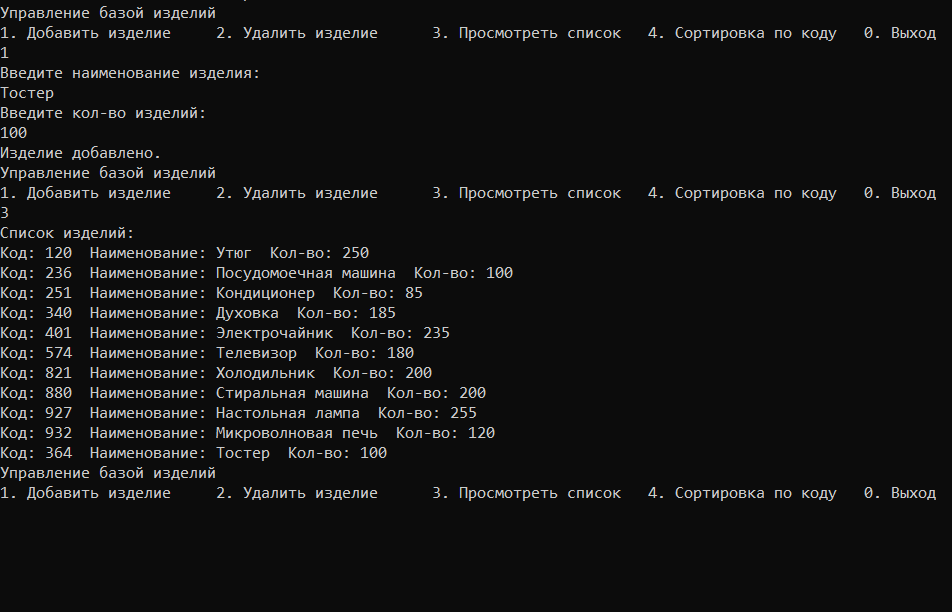 Управление базой изделий
1. Добавить изделие     2. Удалить изделие      3. Просмотреть список   4. Сортировка по коду   0. Выход
1
Введите наименование изделия:
Тостер
Введите кол-во изделий:
100
Изделие добавлено.
Управление базой изделий
1. Добавить изделие     2. Удалить изделие      3. Просмотреть список   4. Сортировка по коду   0. Выход
3
Список изделий:
Код: 120  Наименование: Утюг  Кол-во: 250
Код: 236  Наименование: Посудомоечная машина  Кол-во: 100
Код: 251  Наименование: Кондиционер  Кол-во: 85
Код: 340  Наименование: Духовка  Кол-во: 185
Код: 401  Наименование: Электрочайник  Кол-во: 235
Код: 574  Наименование: Телевизор  Кол-во: 180
Код: 821  Наименование: Холодильник  Кол-во: 200
Код: 880  Наименование: Стиральная машина  Кол-во: 200
Код: 927  Наименование: Настольная лампа  Кол-во: 255
Код: 932  Наименование: Микроволновая печь  Кол-во: 120
Код: 364  Наименование: Тостер  Кол-во: 100
Управление базой изделий
1. Добавить изделие     2. Удалить изделие      3. Просмотреть список   4. Сортировка по коду   0. Выход